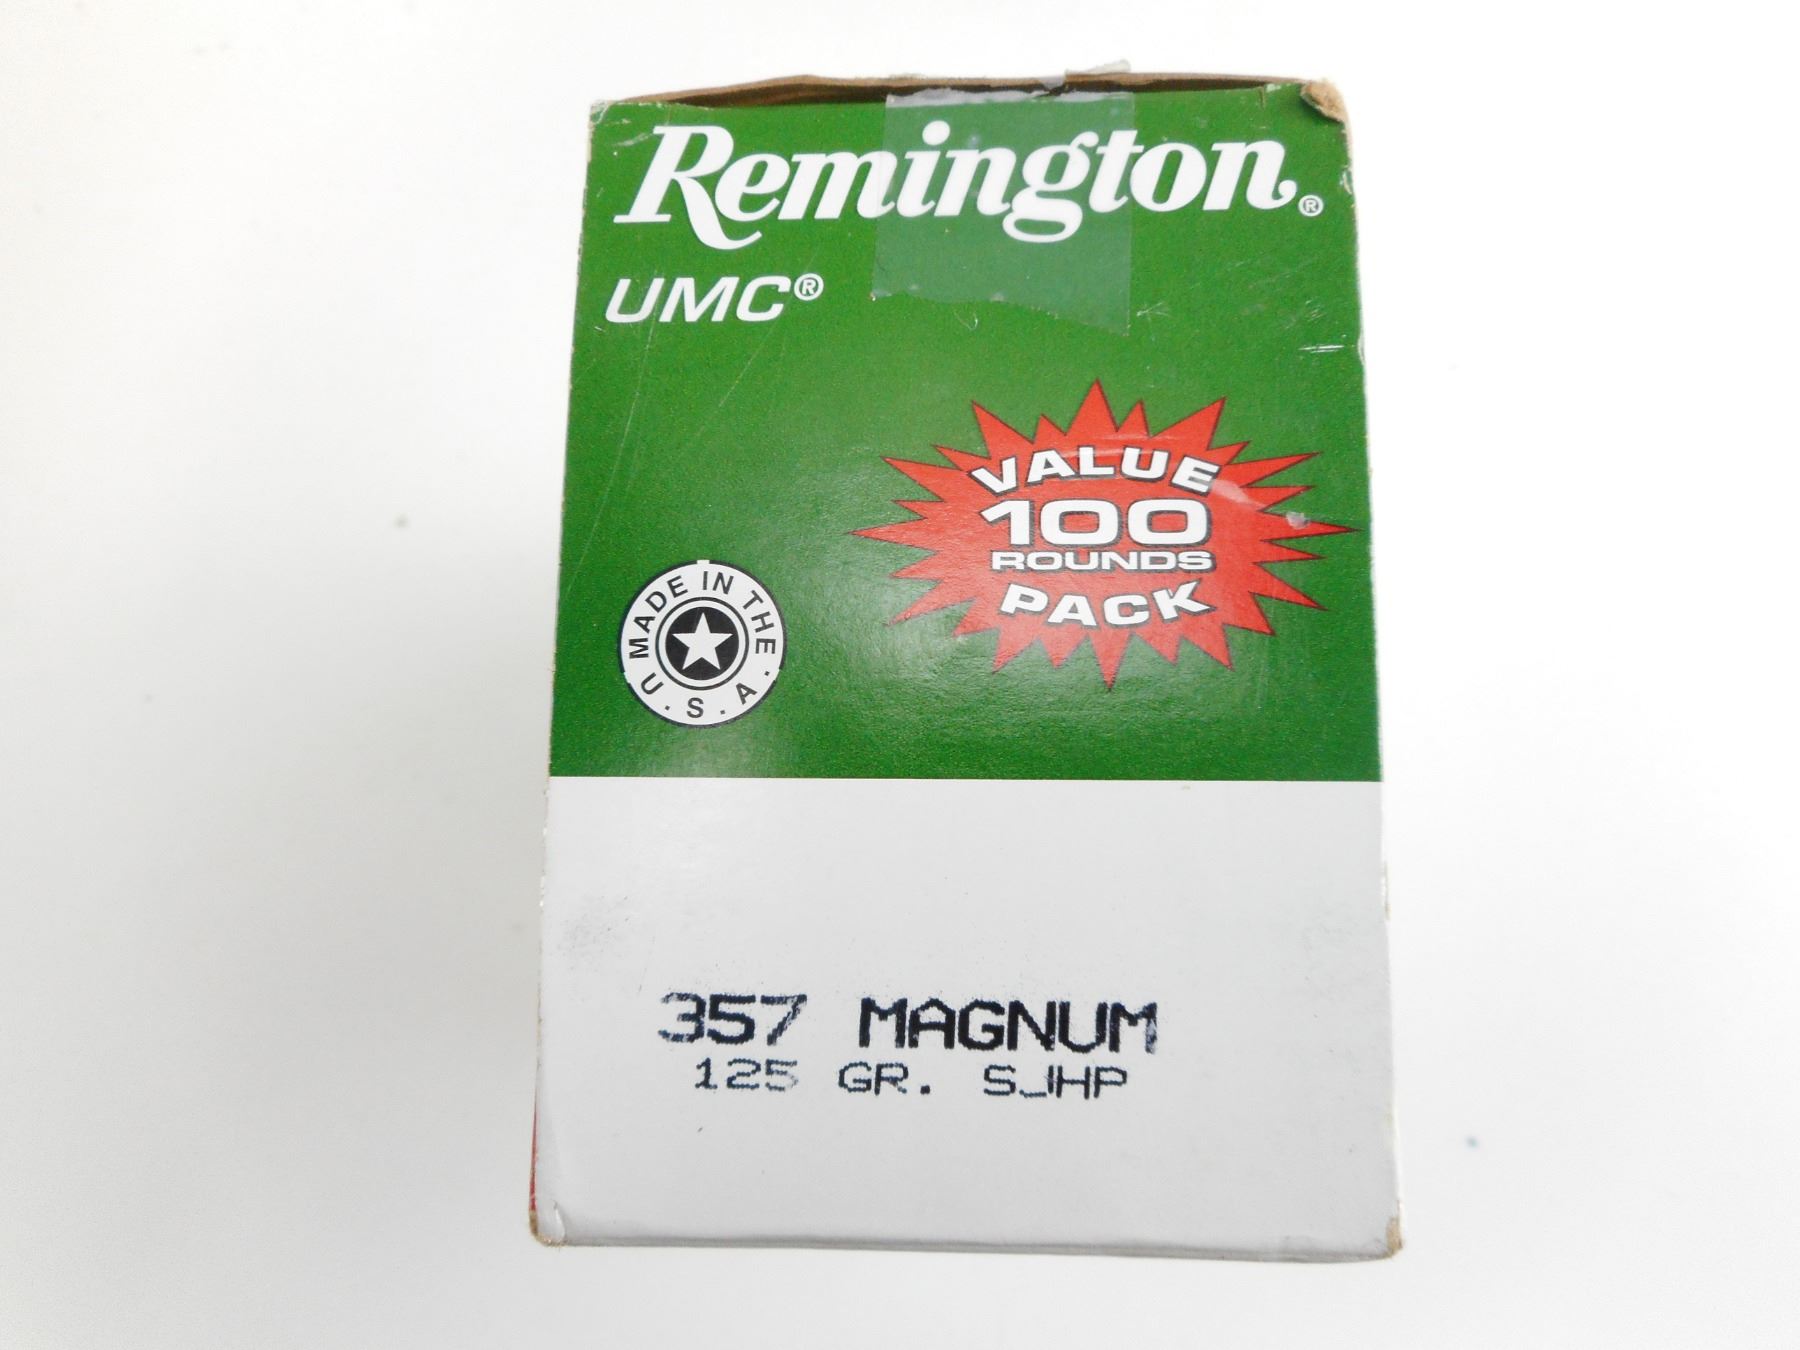 Remington®
UMC®
VALUE
100
ROUNDS
PACK
MADE IN THE
U.S.A.
357 MAGNUM
125 GR. SJHP